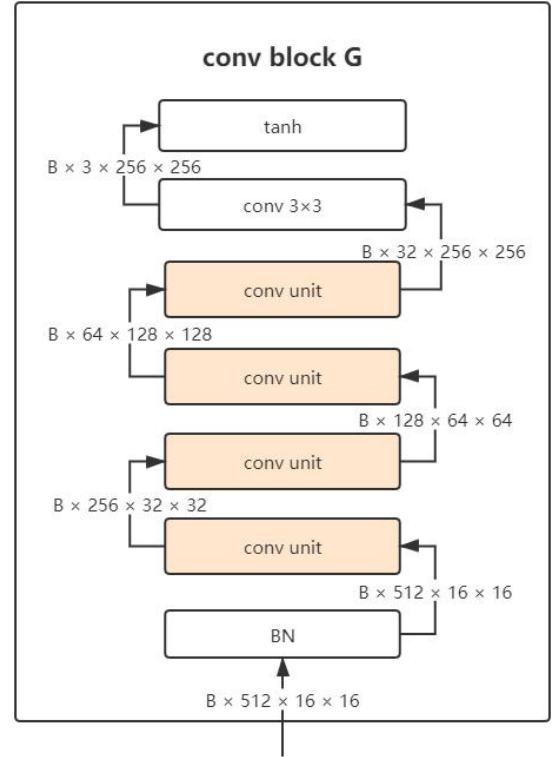 conv block G
tanh
B × 3 × 256 × 256
conv 3×3
B × 32 × 256 × 256
conv unit
B × 64 × 128 × 128
conv unit
B × 128 × 64 × 64
conv unit
B × 256 × 32 × 32
conv unit
B × 512 × 16 × 16
BN
B × 512 × 16 × 16